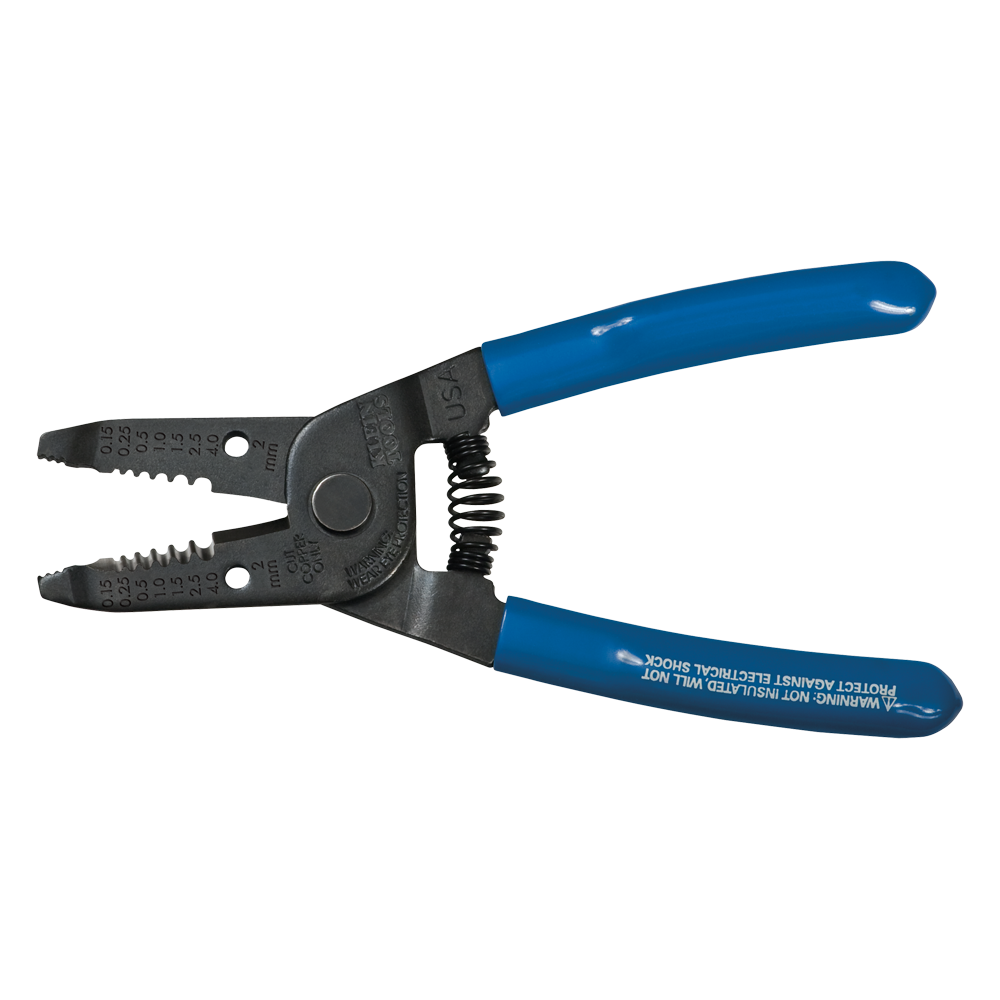 0.15
0.25
0.5
1.0
1.5
2.5
4.0
2
mm
KLEIN
TOOLS
USA
CUT
COPPER
ONLY
WARNING:
WEAR EYE PROTECTION
0.15
0.25
0.5
1.0
1.5
2.5
4.0
2
mm
⚠WARNING: NOT INSULATED, WILL NOT
PROTECT AGAINST ELECTRICAL SHOCK